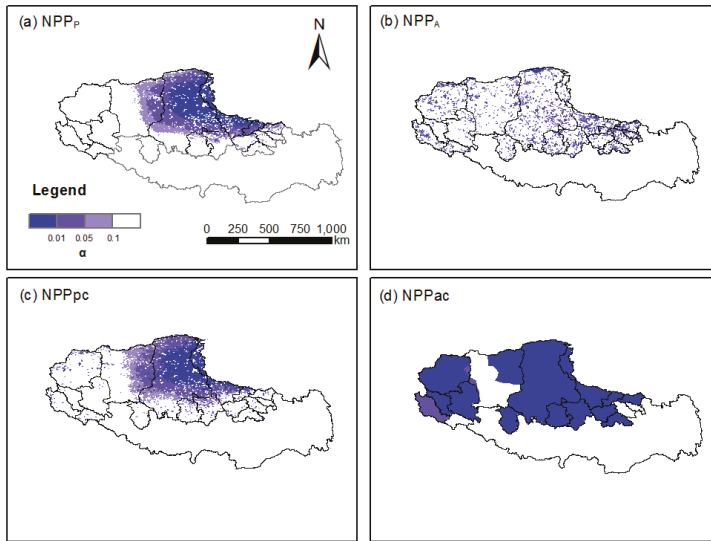 (a) NPPP
N
(b) NPPA
Legend
0.01 0.05 0.1
α
0 250 500 750 1,000
km
(c) NPPpc
(d) NPPac